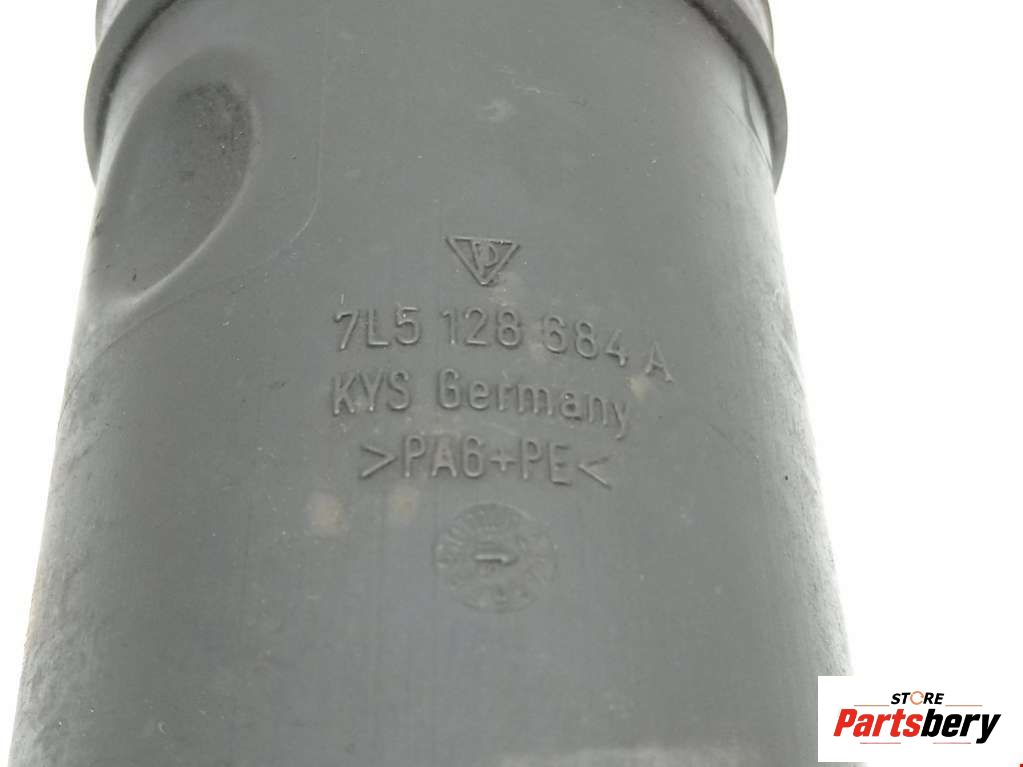 7L5 128 684 A
KYS Germany
>PA6+PE<
STORE
Partsbery